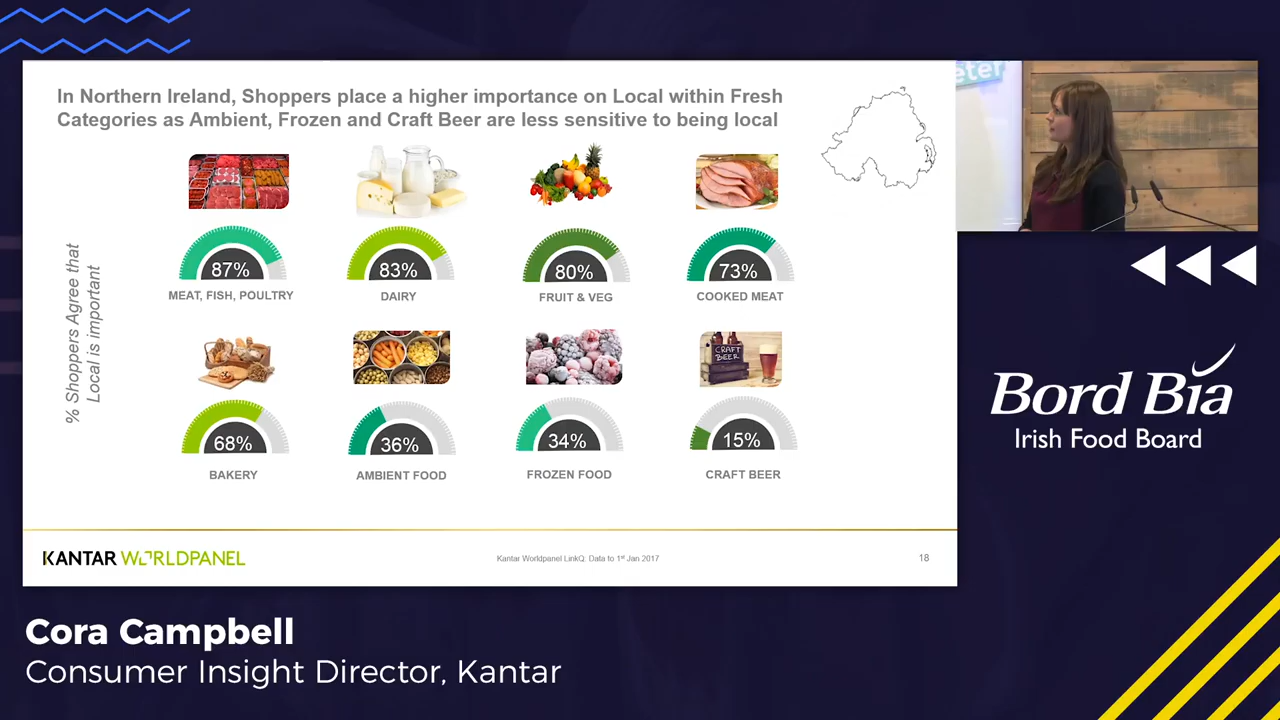 In Northern Ireland, Shoppers place a higher importance on Local within Fresh
Categories as Ambient, Frozen and Craft Beer are less sensitive to being local
% Shoppers Agree that
Local is important
87%
MEAT, FISH, POULTRY
83%
DAIRY
80%
FRUIT & VEG
73%
COOKED MEAT
CRAFT
BEER
68%
BAKERY
36%
AMBIENT FOOD
34%
FROZEN FOOD
15%
CRAFT BEER
KANTAR WORLDPANEL
Kantar Worldpanel LinkQ: Data to 1st Jan 2017
18
Bord Bia
Irish Food Board
Cora Campbell
Consumer Insight Director, Kantar